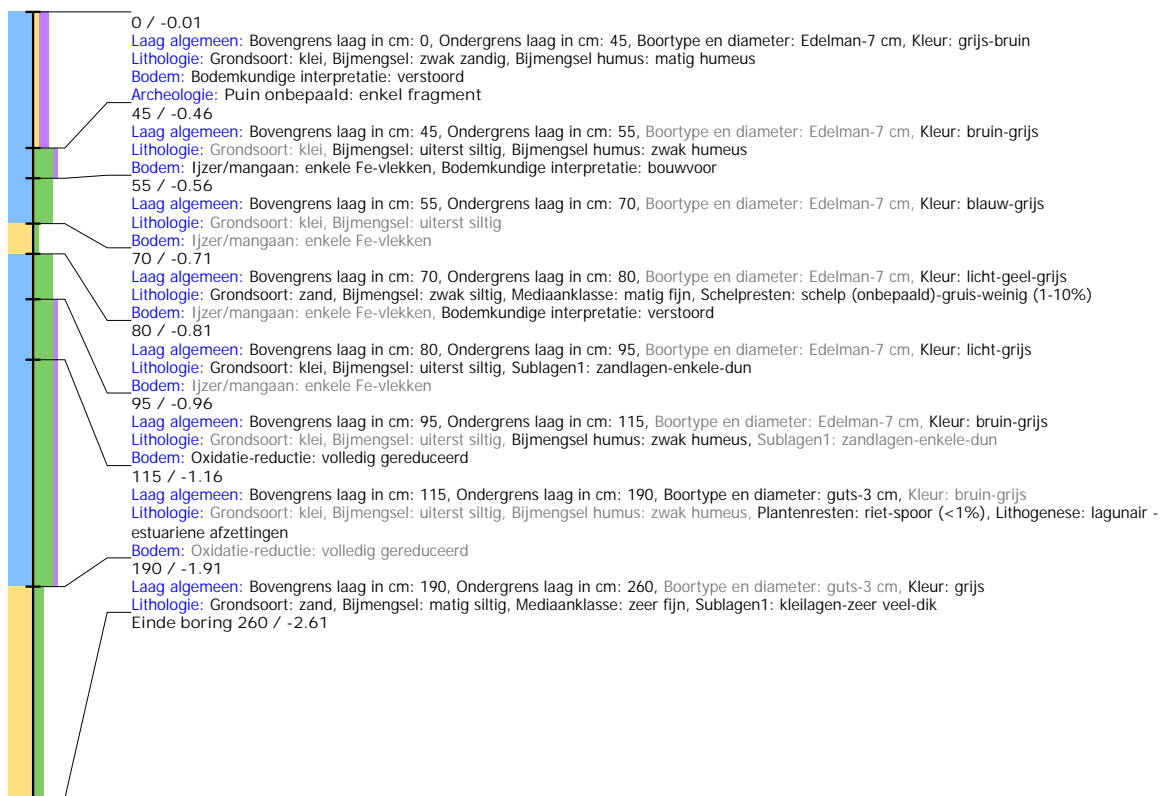 0 / -0.01
Laag algemeen: Bovengrens laag in cm: 0, Ondergrens laag in cm: 45, Boortype en diameter: Edelman-7 cm, Kleur: grijs-bruin
Lithologie: Grondsoort: klei, Bijmengsel: zwak zandig, Bijmengsel humus: matig humeus
Bodem: Bodemkundige interpretatie: verstoord
Archeologie: Puin onbepaald: enkel fragment
45 / -0.46
Laag algemeen: Bovengrens laag in cm: 45, Ondergrens laag in cm: 55, Boortype en diameter: Edelman-7 cm, Kleur: bruin-grijs
Lithologie: Grondsoort: klei, Bijmengsel: uiterst siltig, Bijmengsel humus: zwak humeus
Bodem: Ijzer/mangaan: enkele Fe-vlekken, Bodemkundige interpretatie: bouwvoor
55 / -0.56
Laag algemeen: Bovengrens laag in cm: 55, Ondergrens laag in cm: 70, Boortype en diameter: Edelman-7 cm, Kleur: blauw-grijs
Lithologie: Grondsoort: klei, Bijmengsel: uiterst siltig
Bodem: Ijzer/mangaan: enkele Fe-vlekken
70 / -0.71
Laag algemeen: Bovengrens laag in cm: 70, Ondergrens laag in cm: 80, Boortype en diameter: Edelman-7 cm, Kleur: licht-geel-grijs
Lithologie: Grondsoort: zand, Bijmengsel: zwak siltig, Mediaanklasse: matig fijn, Schelpresten: schelp (onbepaald)-gruis-weinig (1-10%)
Bodem: Ijzer/mangaan: enkele Fe-vlekken, Bodemkundige interpretatie: verstoord
80 / -0.81
Laag algemeen: Bovengrens laag in cm: 80, Ondergrens laag in cm: 95, Boortype en diameter: Edelman-7 cm, Kleur: licht-grijs
Lithologie: Grondsoort: klei, Bijmengsel: uiterst siltig, Sublagen1: zandlagen-enkele-dun
Bodem: Ijzer/mangaan: enkele Fe-vlekken
95 / -0.96
Laag algemeen: Bovengrens laag in cm: 95, Ondergrens laag in cm: 115, Boortype en diameter: Edelman-7 cm, Kleur: bruin-grijs
Lithologie: Grondsoort: klei, Bijmengsel: uiterst siltig, Bijmengsel humus: zwak humeus, Sublagen1: zandlagen-enkele-dun
Bodem: Oxidatie-reductie: volledig gereduceerd
115 / -1.16
Laag algemeen: Bovengrens laag in cm: 115, Ondergrens laag in cm: 190, Boortype en diameter: guts-3 cm, Kleur: bruin-grijs
Lithologie: Grondsoort: klei, Bijmengsel: uiterst siltig, Bijmengsel humus: zwak humeus, Plantenresten: riet-spoor (<1%), Lithogenese: lagunair -
estuariene afzettingen
Bodem: Oxidatie-reductie: volledig gereduceerd
190 / -1.91
Laag algemeen: Bovengrens laag in cm: 190, Ondergrens laag in cm: 260, Boortype en diameter: guts-3 cm, Kleur: grijs
Lithologie: Grondsoort: zand, Bijmengsel: matig siltig, Mediaanklasse: zeer fijn, Sublagen1: kleilagen-zeer veel-dik
Einde boring 260 / -2.61